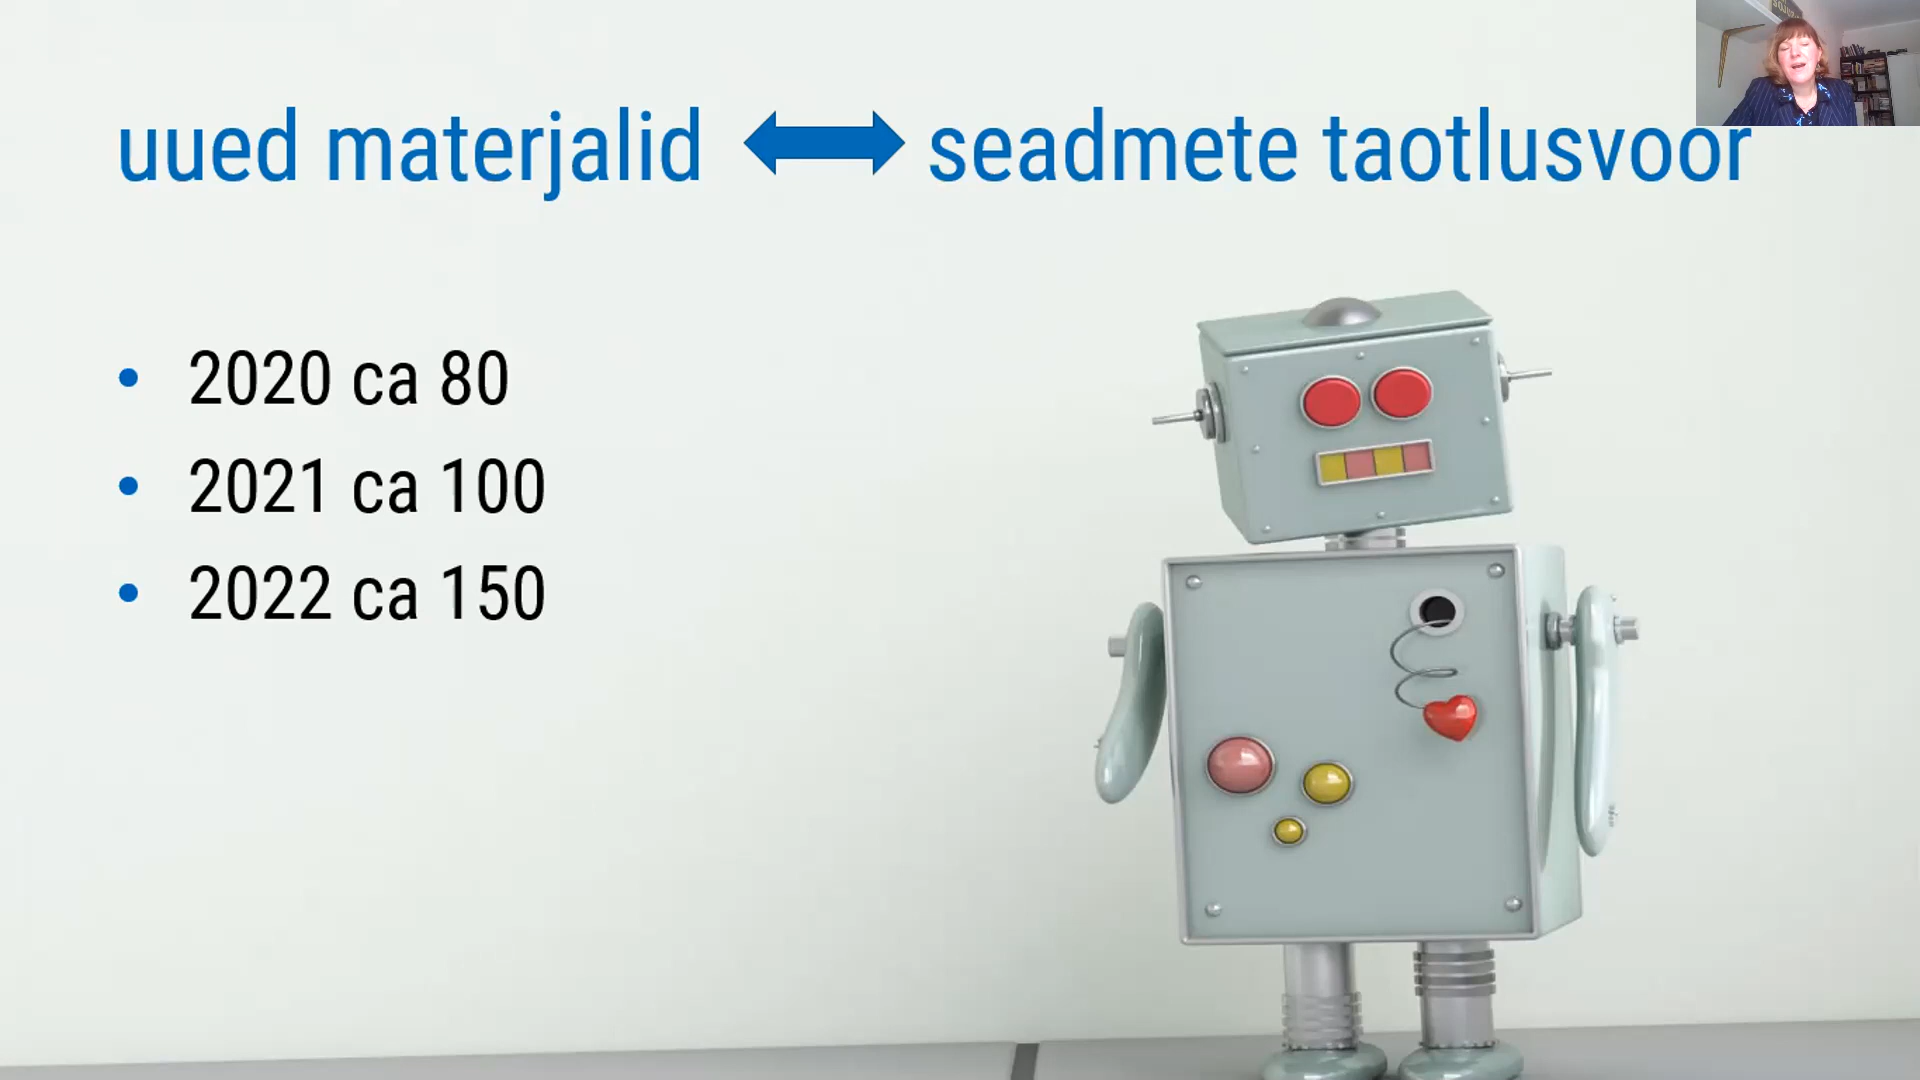 uued materjalid seadmete taotlusvoor
• 2020 ca 80
• 2021 ca 100
• 2022 ca 150